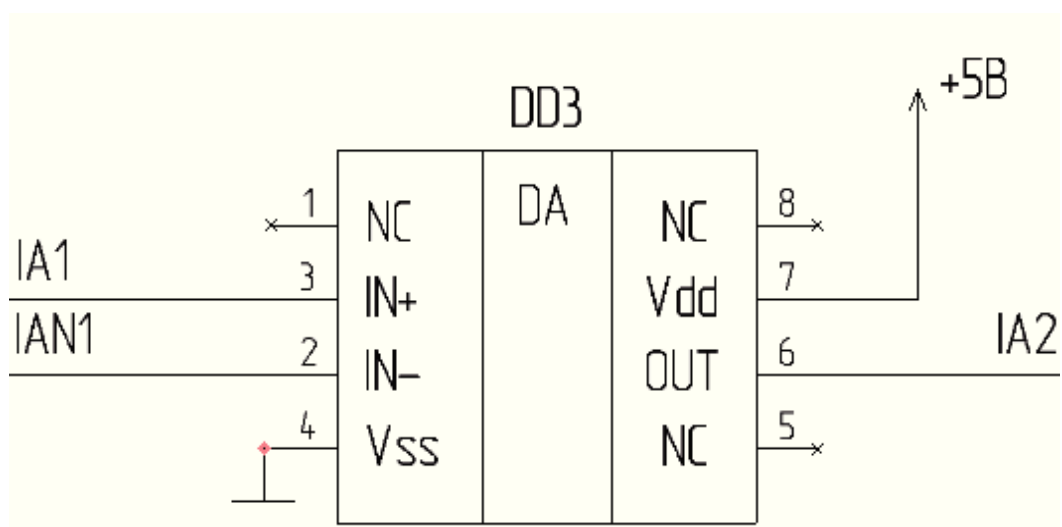 +5В
DD3
1 NC DA NC 8
IA1
3 IN+ Vdd 7
IAN1
2 IN- OUT 6
IA2
4 Vss NC 5